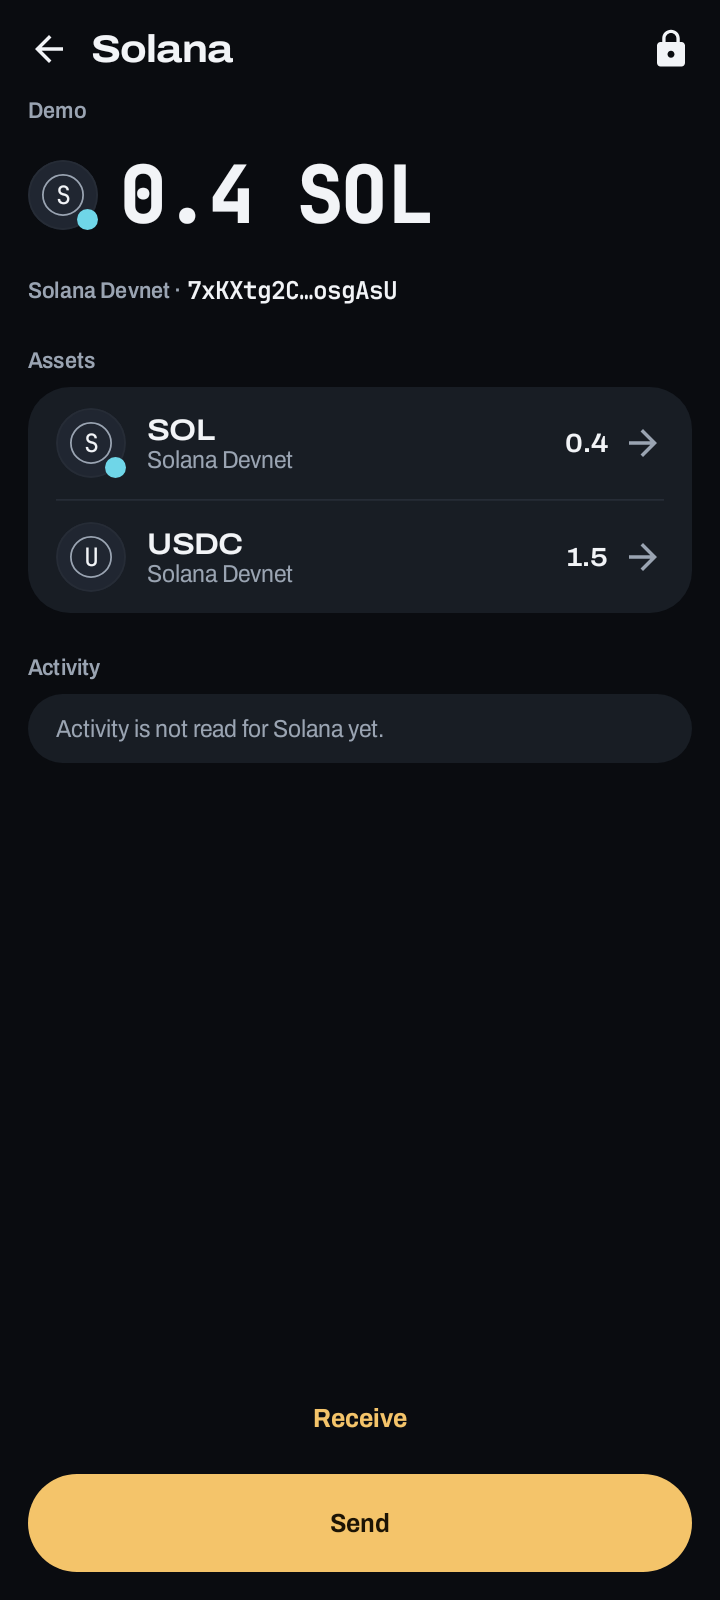 Solana
Demo
S 0.4 SOL
Solana Devnet · 7xKXtg2C…osgAsU
Assets
S SOL 0.4
Solana Devnet
U USDC 1.5
Solana Devnet
Activity
Activity is not read for Solana yet.
Receive
Send